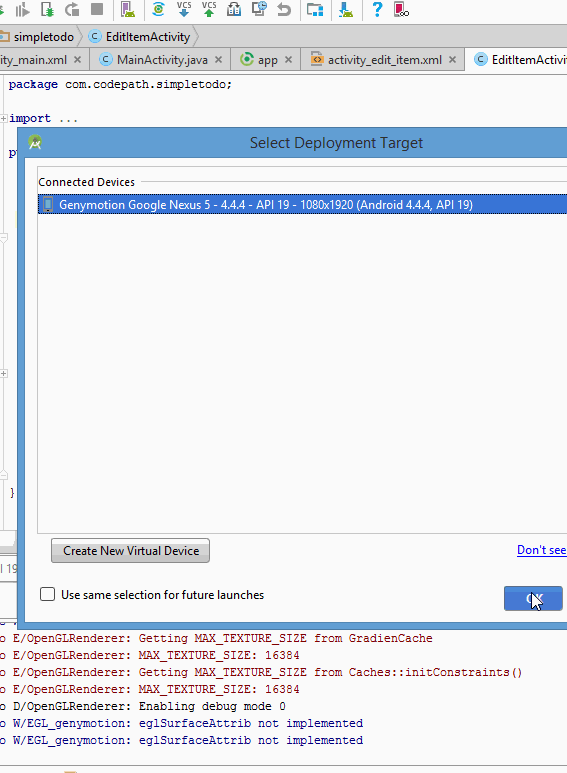 VCS VCS
simpletodo EditItemActivity
ity_main.xml MainActivity.java app activity_edit_item.xml EditItemActivi
package com.codepath.simpletodo;
import ...
Select Deployment Target
Connected Devices
Genymotion Google Nexus 5 - 4.4.4 - API 19 - 1080x1920 (Android 4.4.4, API 19)
}
Create New Virtual Device Don't see
I 19
Use same selection for future launches OK
o E/OpenGLRenderer: Getting MAX_TEXTURE_SIZE from GradienCache
o E/OpenGLRenderer: MAX_TEXTURE_SIZE: 16384
o E/OpenGLRenderer: Getting MAX_TEXTURE_SIZE from Caches::initConstraints()
o E/OpenGLRenderer: MAX_TEXTURE_SIZE: 16384
o D/OpenGLRenderer: Enabling debug mode 0
o W/EGL_genymotion: eglSurfaceAttrib not implemented
o W/EGL_genymotion: eglSurfaceAttrib not implemented